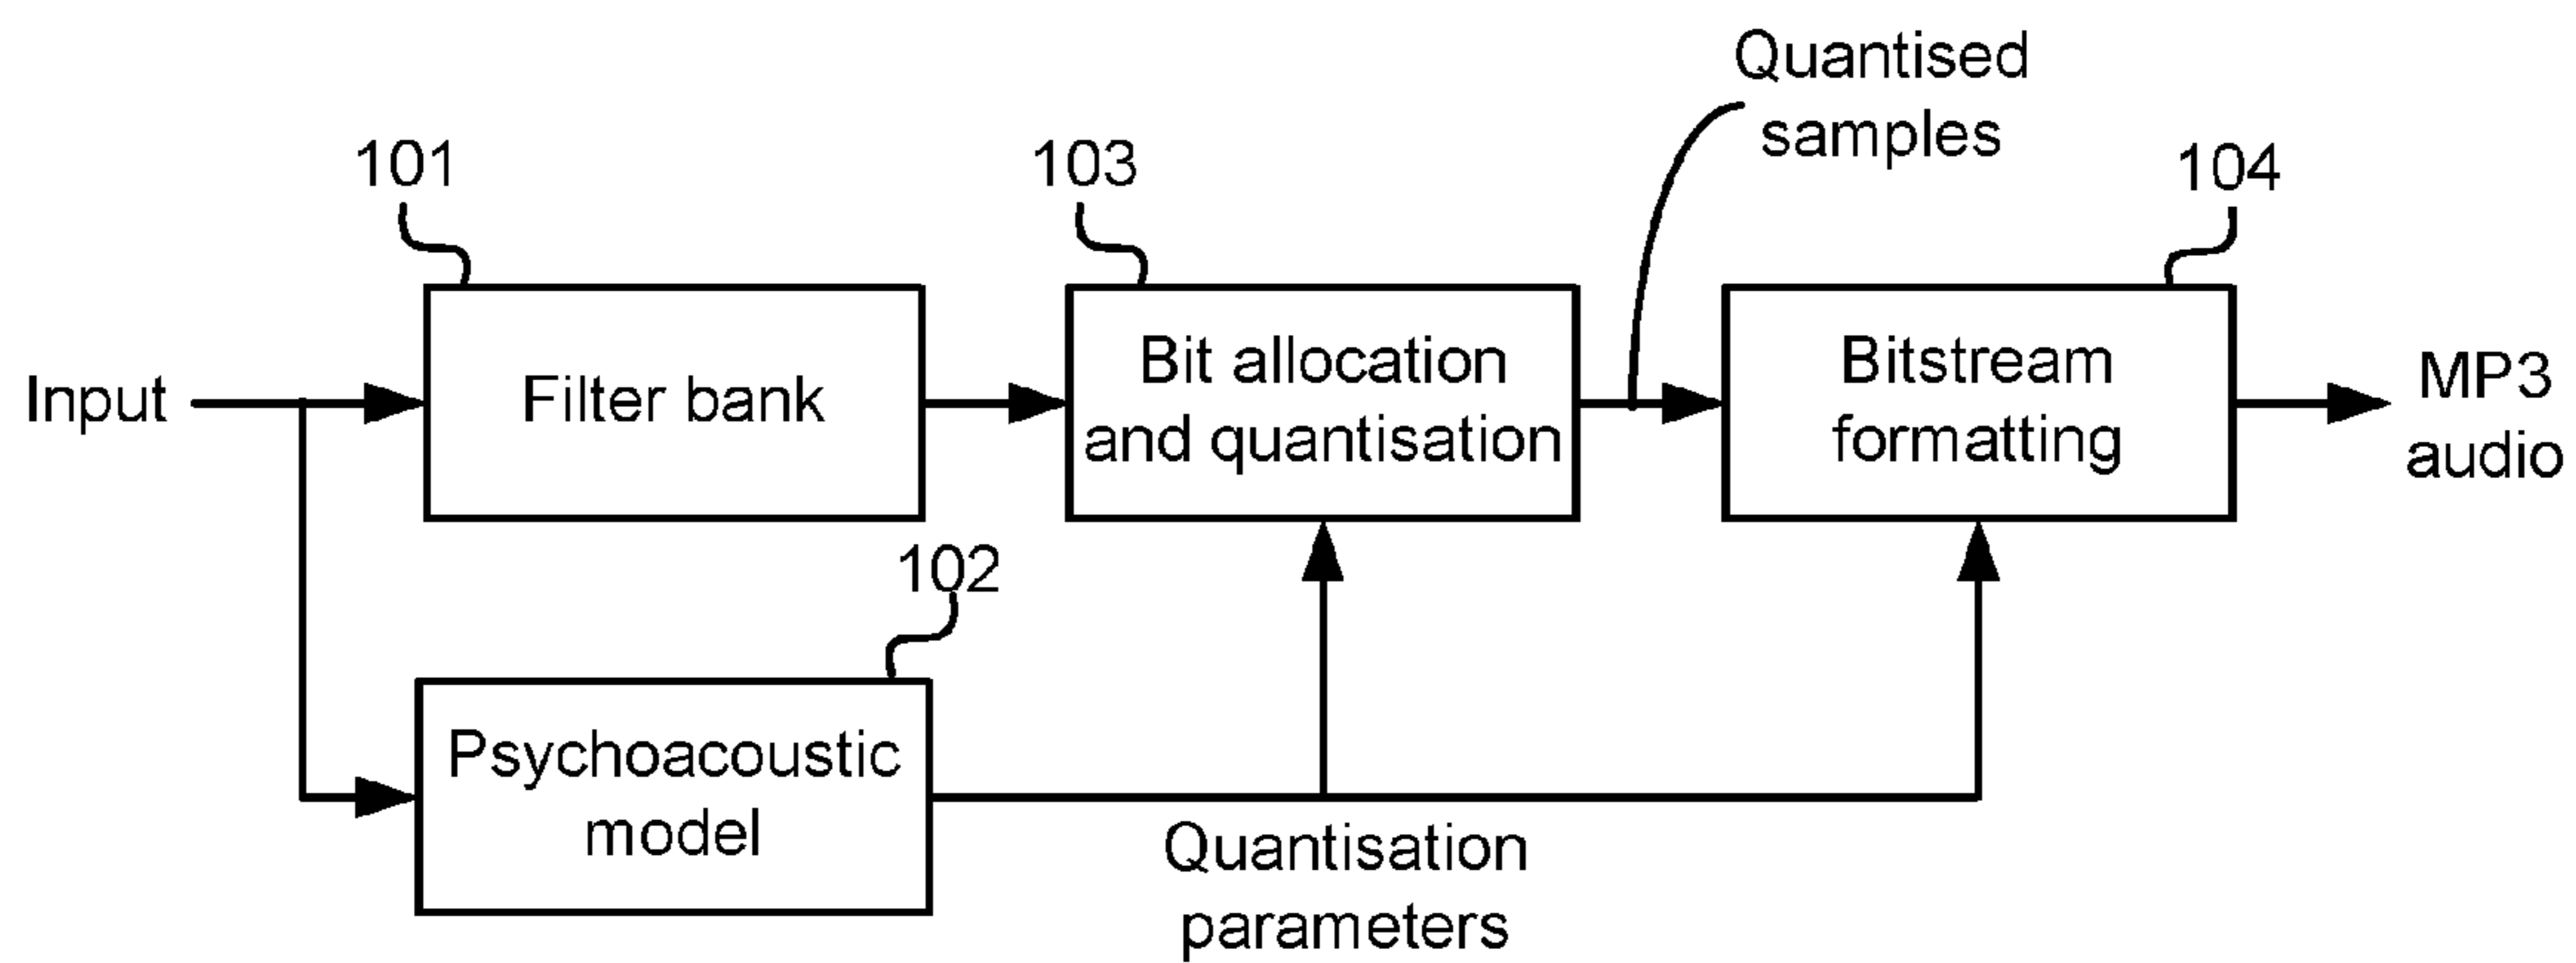 Quantised
samples
101
103
104
Input
Filter bank
Bit allocation
and quantisation
Bitstream
formatting
MP3
audio
102
Psychoacoustic
model
Quantisation
parameters